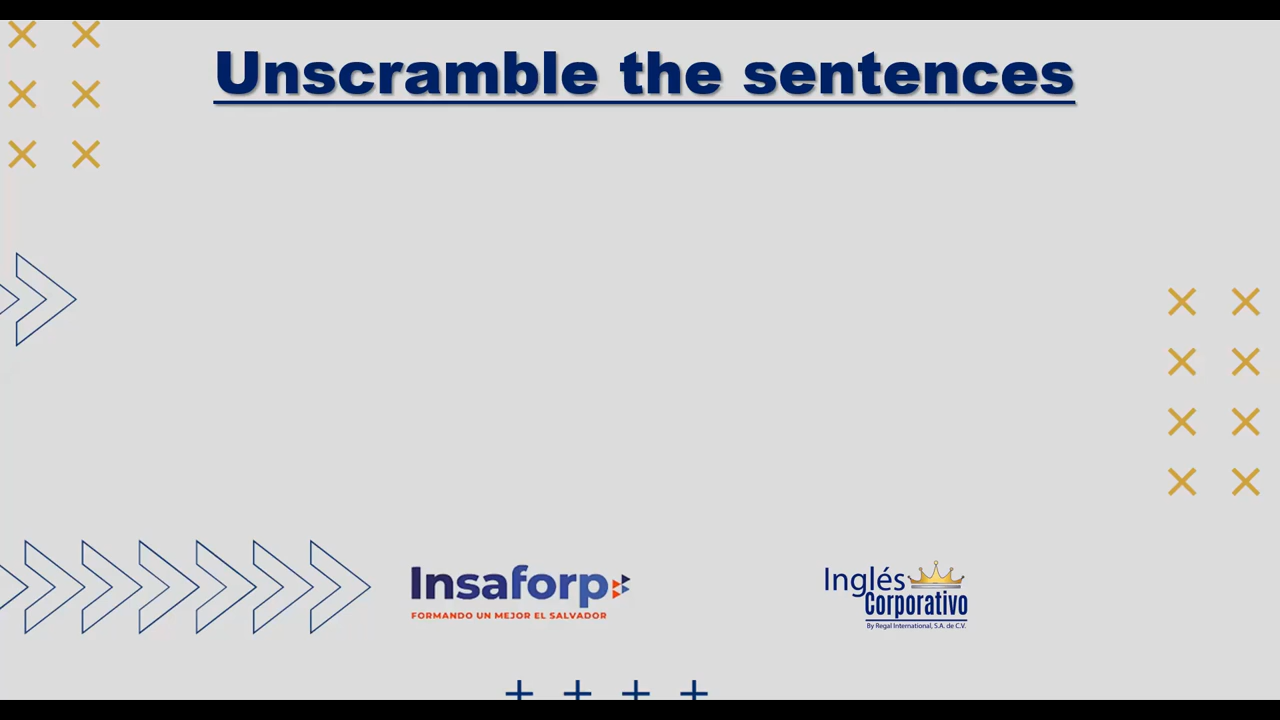 Unscramble the sentences
Insaforp
FORMANDO UN MEJOR EL SALVADOR
Inglés
Corporativo
By Regal International, S.A. de C.V.